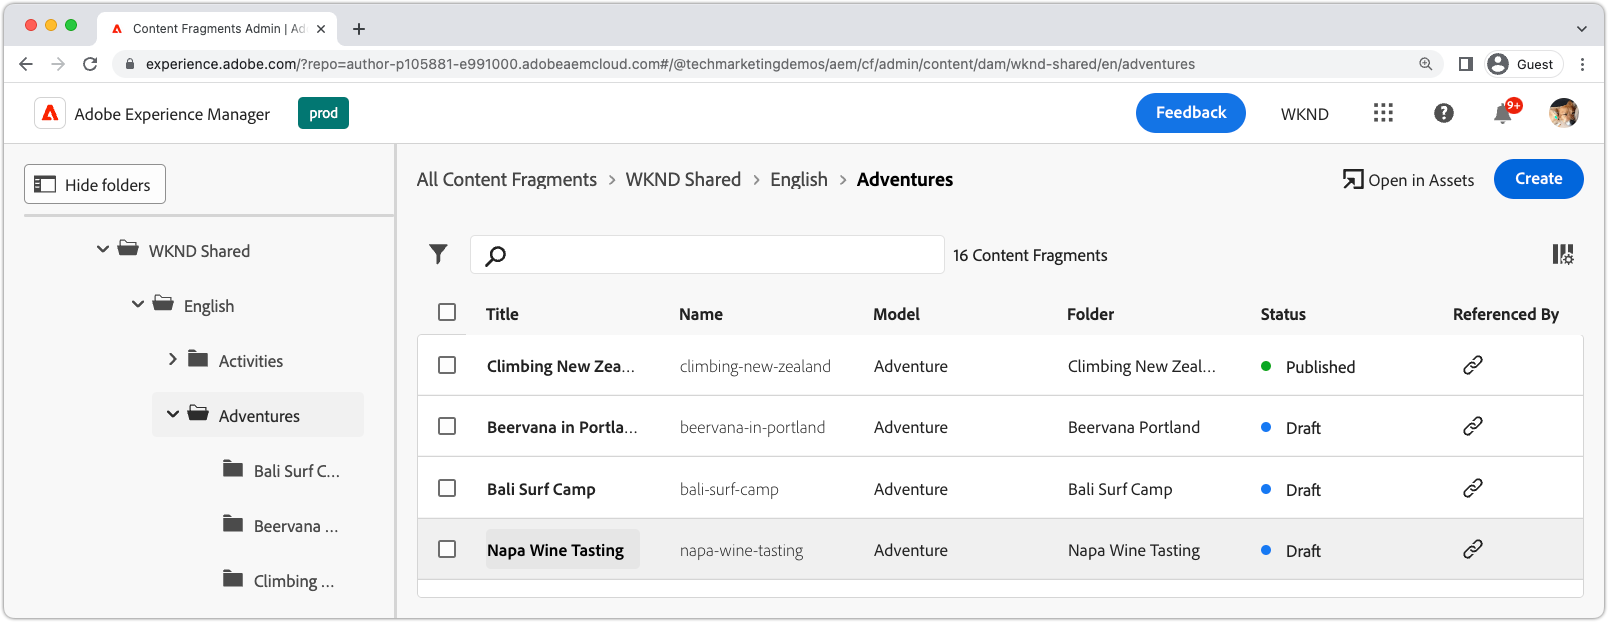 Content Fragments Admin | Ad
experience.adobe.com/?repo=author-p105881-e991000.adobeaemcloud.com#/@techmarketingdemos/aem/cf/admin/content/dam/wknd-shared/en/adventures
Guest
Adobe Experience Manager
prod
Feedback
WKND
9+
Hide folders
All Content Fragments > WKND Shared > English > Adventures
Open in Assets
Create
WKND Shared
English
Activities
Adventures
Bali Surf C...
Beervana ...
Climbing ...
16 Content Fragments
Title Name Model Folder Status Referenced By
Climbing New Zea... climbing-new-zealand Adventure Climbing New Zeal... Published
Beervana in Portla... beervana-in-portland Adventure Beervana Portland Draft
Bali Surf Camp bali-surf-camp Adventure Bali Surf Camp Draft
Napa Wine Tasting napa-wine-tasting Adventure Napa Wine Tasting Draft